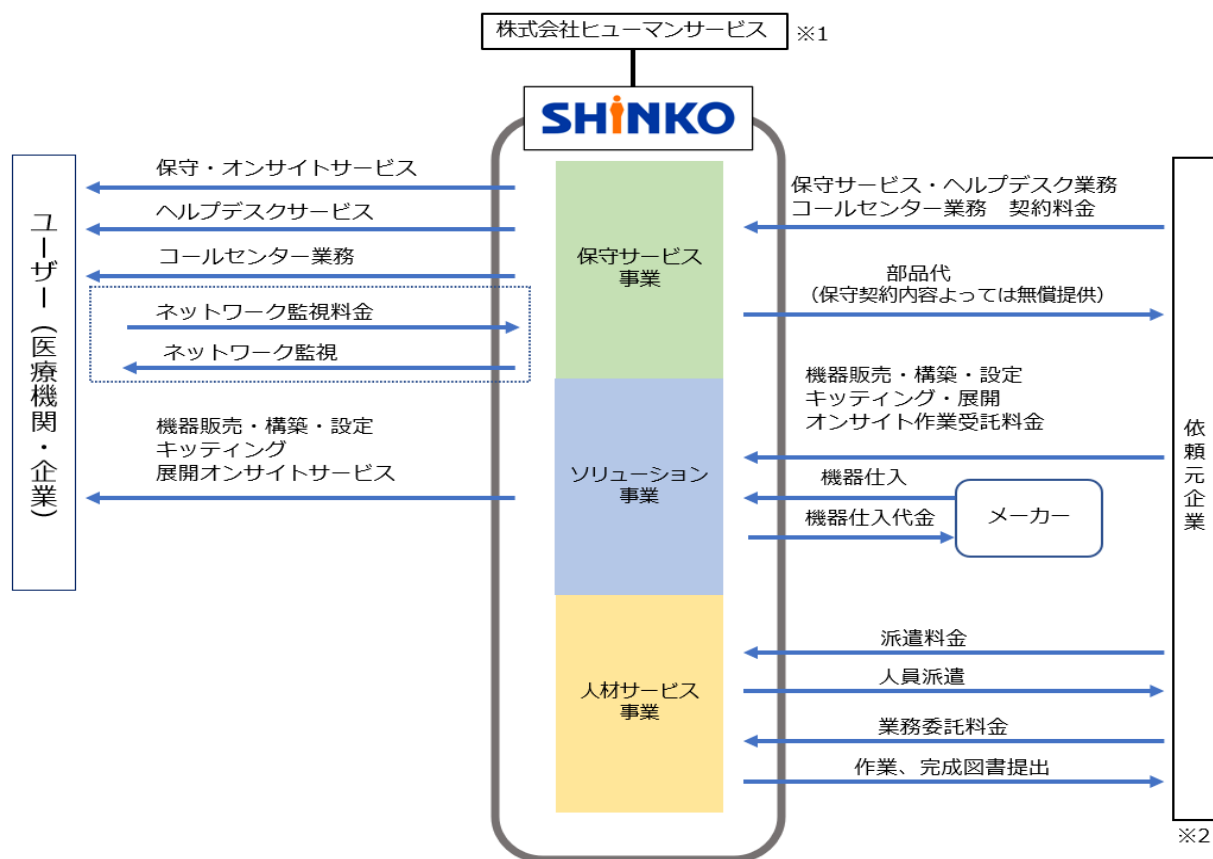 株式会社ヒューマンサービス ※1
SHiNKO
ユーザー(医療機関・企業)
保守・オンサイトサービス
ヘルプデスクサービス
コールセンター業務
ネットワーク監視料金
ネットワーク監視
機器販売・構築・設定
キッティング
展開オンサイトサービス
保守サービス
事業
ソリューション
事業
人材サービス
事業
保守サービス・ヘルプデスク業務
コールセンター業務　契約料金
部品代
(保守契約内容よっては無償提供)
機器販売・構築・設定
キッティング・展開
オンサイト作業受託料金
機器仕入
機器仕入代金
メーカー
派遣料金
人員派遣
業務委託料金
作業、完成図書提出
依頼元企業
※2